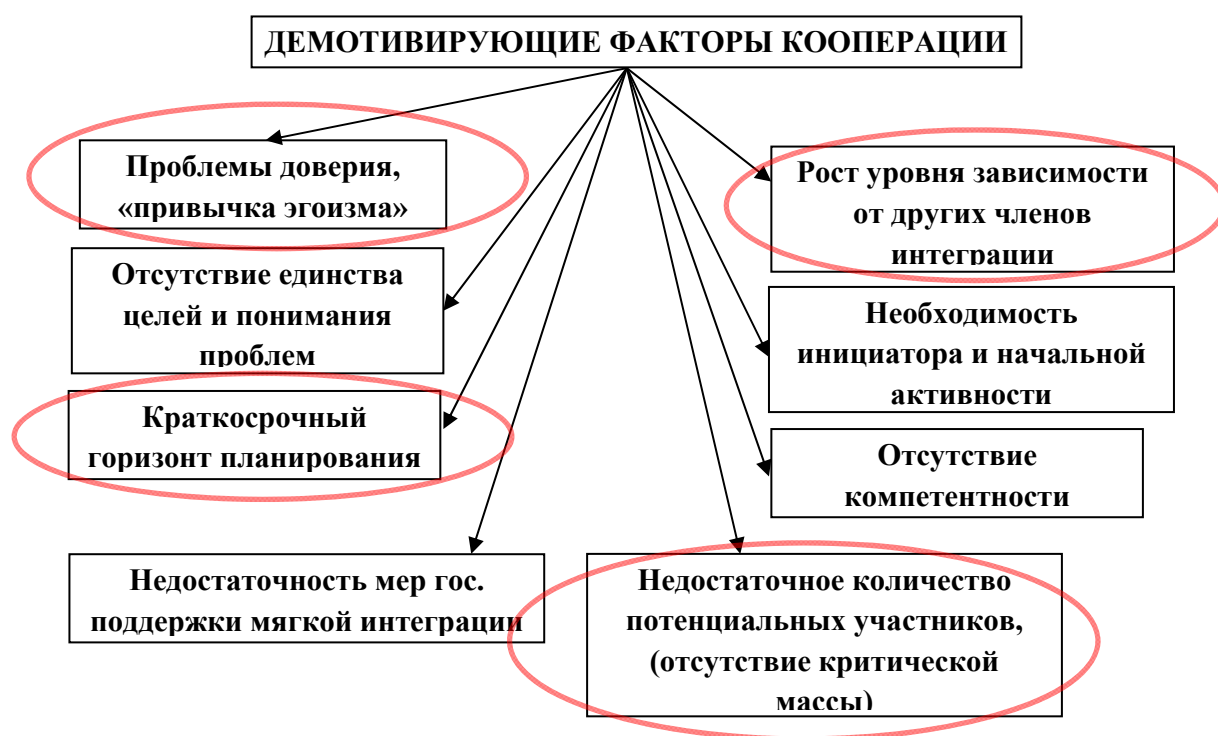 ДЕМОТИВИРУЮЩИЕ ФАКТОРЫ КООПЕРАЦИИ
Проблемы доверия,
«привычка эгоизма»
Отсутствие единства
целей и понимания
проблем
Краткосрочный
горизонт планирования
Недостаточность мер гос.
поддержки мягкой интеграции
Рост уровня зависимости
от других членов
интеграции
Необходимость
инициатора и начальной
активности
Отсутствие
компетентности
Недостаточное количество
потенциальных участников,
(отсутствие критической
массы)